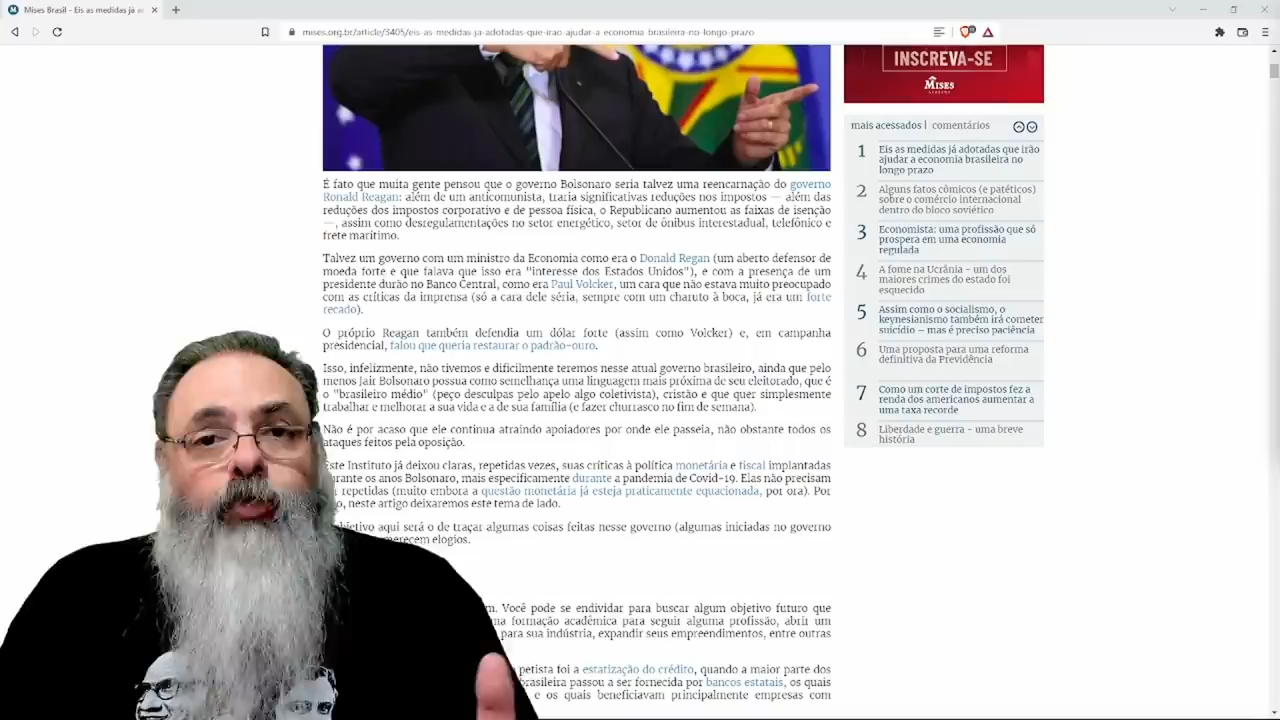 Mises Brasil - Eis as medidas já a
mises.org.br/article/3405/eis-as-medidas-ja-adotadas-que-irao-ajudar-a-economia-brasileira-no-longo-prazo
INSCREVA-SE
MISES
mais acessados | comentários
É fato que muita gente pensou que o governo Bolsonaro seria talvez uma reencarnação do governo
Ronald Reagan: além de um anticomunista, traria significativas reduções nos impostos — além das
reduções dos impostos corporativo e de pessoa física, o Republicano aumentou as faixas de isenção
—, assim como desregulamentações no setor energético, setor de ônibus interestadual, telefônico e
frete marítimo.
Talvez um governo com um ministro da Economia como era o Donald Regan (um aberto defensor de
moeda forte e que falava que isso era "interesse dos Estados Unidos"), e com a presença de um
presidente durão no Banco Central, como era Paul Volcker, um cara que não estava muito preocupado
com as críticas da imprensa (só a cara dele séria, sempre com um charuto à boca, já era um forte
recado).
O próprio Reagan também defendia um dólar forte (assim como Volcker) e, em campanha
presidencial, falou que queria restaurar o padrão-ouro.
Isso, infelizmente, não tivemos e dificilmente teremos nesse atual governo brasileiro, ainda que pelo
menos Jair Bolsonaro possua como semelhança uma linguagem mais próxima de seu eleitorado, que é
o "brasileiro médio" (peço desculpas pelo apelo algo coletivista), cristão e que quer simplesmente
trabalhar e melhorar a sua vida e a de sua família (e fazer churrasco no fim de semana).
Não é por acaso que ele continua atraindo apoiadores por onde ele passeia, não obstante todos os
ataques feitos pela oposição.
Este Instituto já deixou claras, repetidas vezes, suas críticas à política monetária e fiscal implantadas
durante os anos Bolsonaro, mais especificamente durante a pandemia de Covid-19. Elas não precisam
repetidas (muito embora a questão monetária já esteja praticamente equacionada, por ora). Por
neste artigo deixaremos este tema de lado.
objetivo aqui será o de traçar algumas coisas feitas nesse governo (algumas iniciadas no governo
merecem elogios.
Você pode se endividar para buscar algum objetivo futuro que
formação acadêmica para seguir alguma profissão, abrir um
para sua indústria, expandir seus empreendimentos, entre outras
petista foi a estatização do crédito, quando a maior parte dos
brasileira passou a ser fornecida por bancos estatais, os quais
e os quais beneficiavam principalmente empresas com
1 Eis as medidas já adotadas que irão
ajudar a economia brasileira no
longo prazo
2 Alguns fatos cômicos (e patéticos)
sobre o comércio internacional
dentro do bloco soviético
3 Economista: uma profissão que só
prospera em uma economia
regulada
4 A fome na Ucrânia - um dos
maiores crimes do estado foi
esquecido
5 Assim como o socialismo, o
keynesianismo também irá cometer
suicídio – mas é preciso paciência
6 Uma proposta para uma reforma
definitiva da Previdência
7 Como um corte de impostos fez a
renda dos americanos aumentar a
uma taxa recorde
8 Liberdade e guerra - uma breve
história